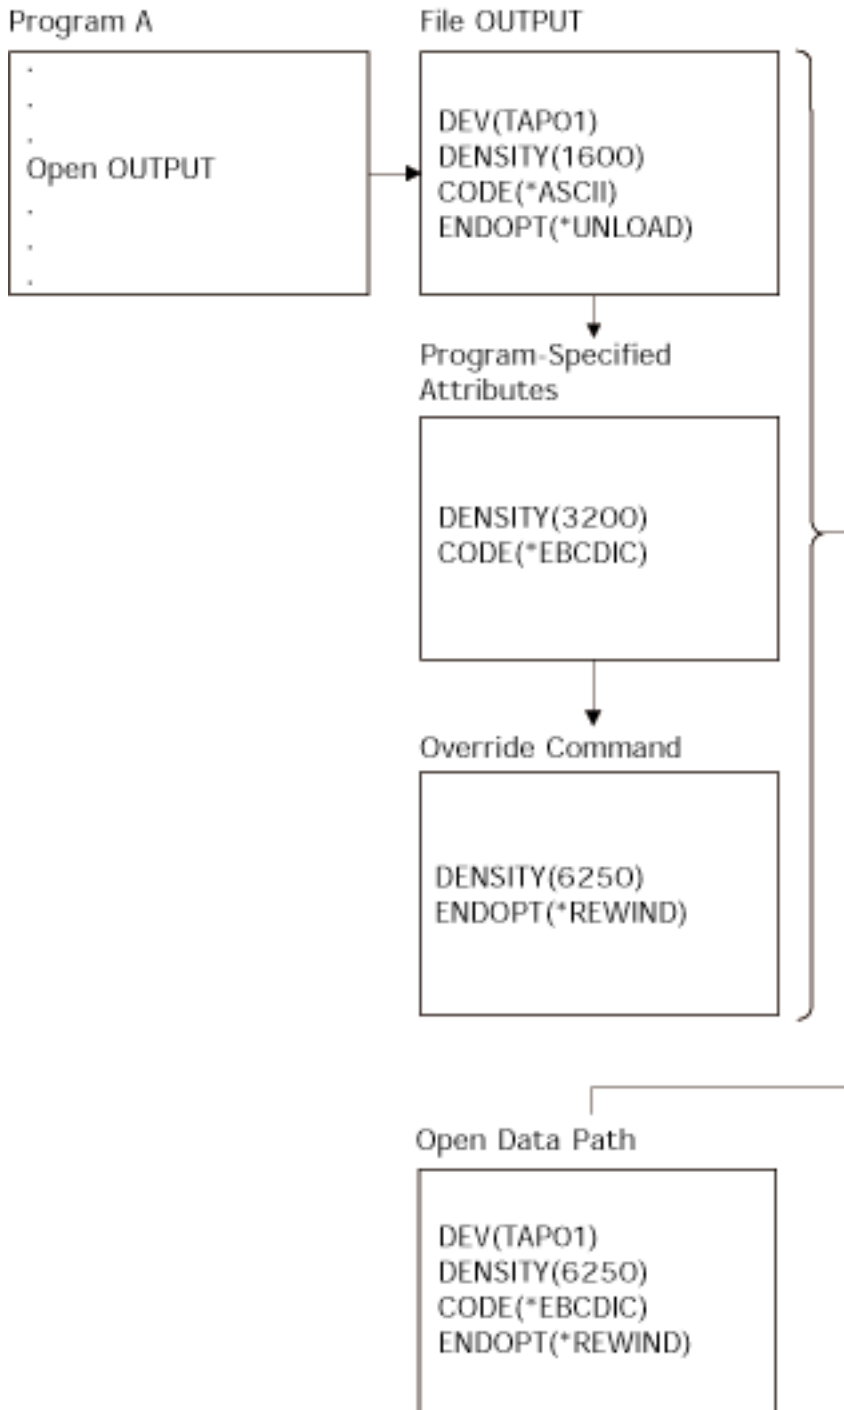 Program A
.
.
.
Open OUTPUT
.
.
.
File OUTPUT
DEV(TAP01)
DENSITY(1600)
CODE(*ASCII)
ENDOPT(*UNLOAD)
Program-Specified
Attributes
DENSITY(3200)
CODE(*EBCDIC)
Override Command
DENSITY(6250)
ENDOPT(*REWIND)
Open Data Path
DEV(TAP01)
DENSITY(6250)
CODE(*EBCDIC)
ENDOPT(*REWIND)